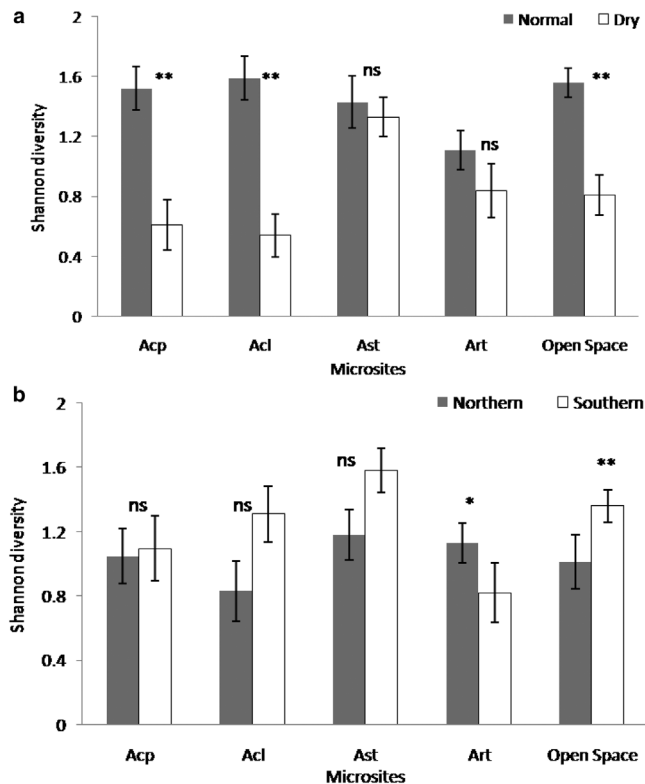 a
Normal Dry
Shannon diversity
2
1.6
1.2
0.8
0.4
0
** ** ns ns **
Acp Acl Ast Art Open Space
Microsites
b
Northern Southern
Shannon diversity
2
1.6
1.2
0.8
0.4
0
ns ns ns * **
Acp Acl Ast Art Open Space
Microsites